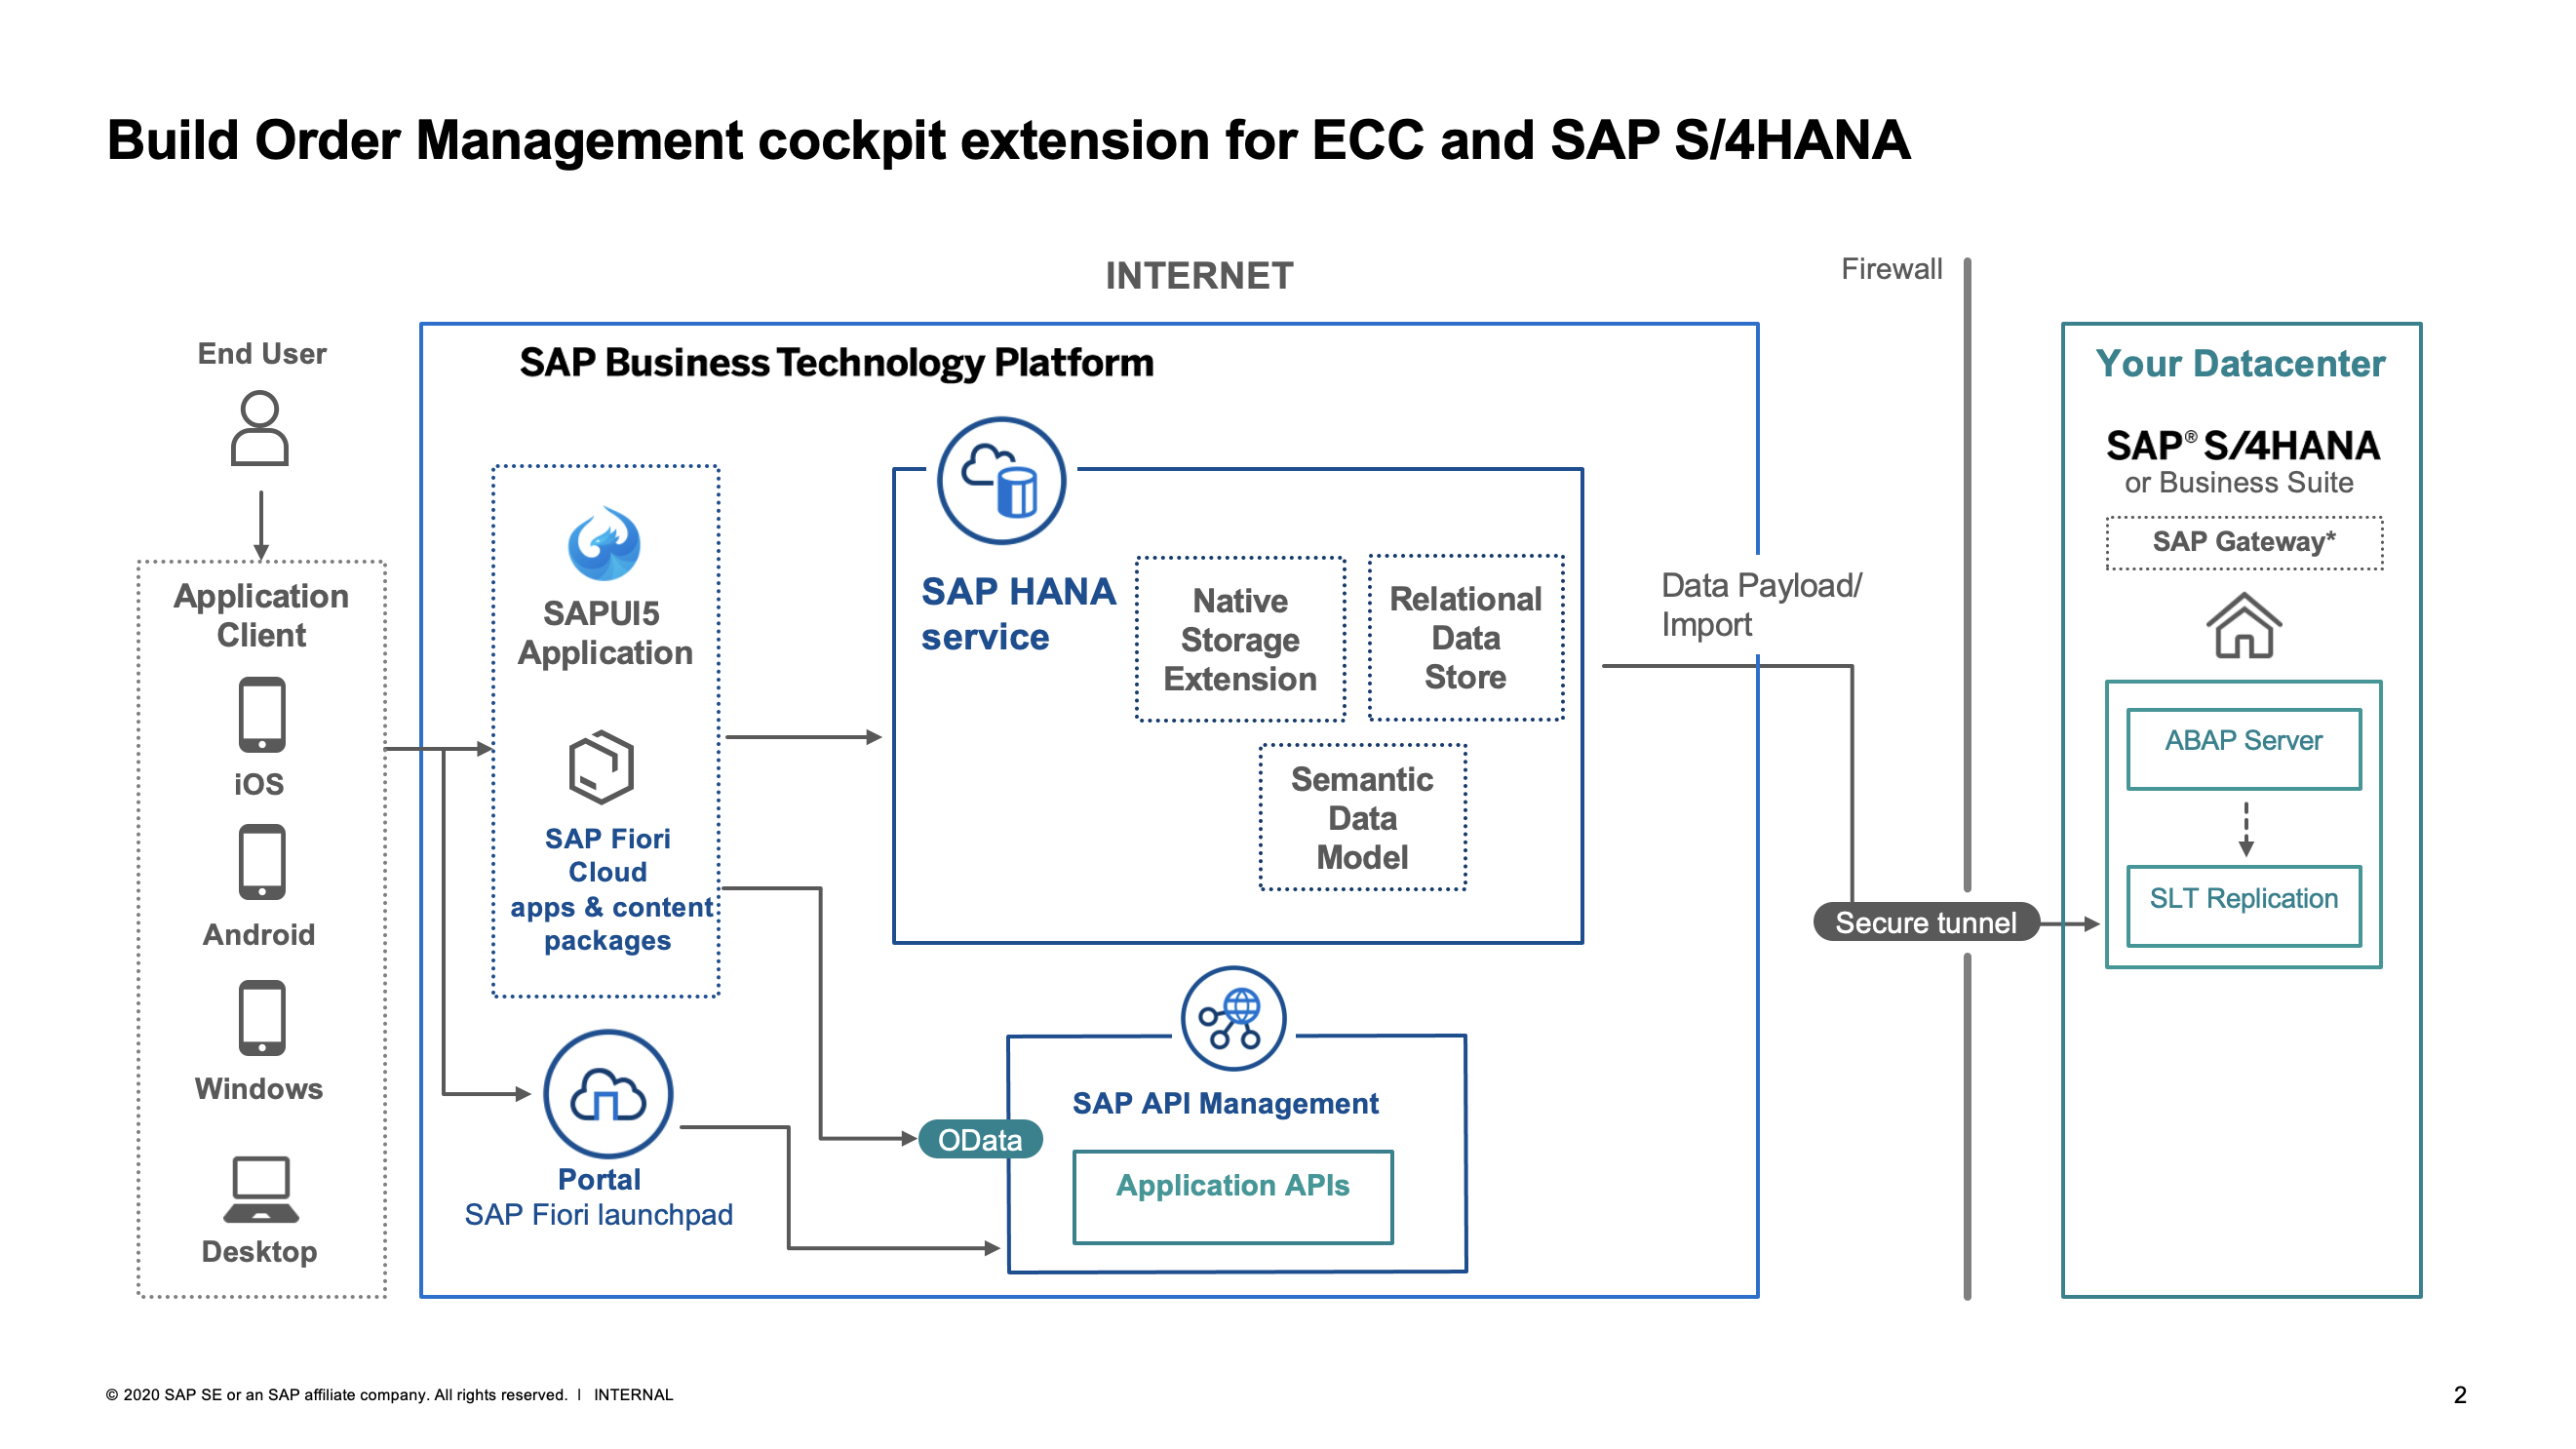 Build Order Management cockpit extension for ECC and SAP S/4HANA
INTERNET
Firewall
End User
Application
Client
iOS
Android
Windows
Desktop
SAP Business Technology Platform
SAPUI5
Application
SAP Fiori
Cloud
apps & content
packages
Portal
SAP Fiori launchpad
SAP HANA
service
Native
Storage
Extension
Relational
Data
Store
Semantic
Data
Model
OData
SAP API Management
Application APIs
Data Payload/
Import
Secure tunnel
Your Datacenter
SAP® S/4HANA
or Business Suite
SAP Gateway*
ABAP Server
SLT Replication
© 2020 SAP SE or an SAP affiliate company. All rights reserved. | INTERNAL
2